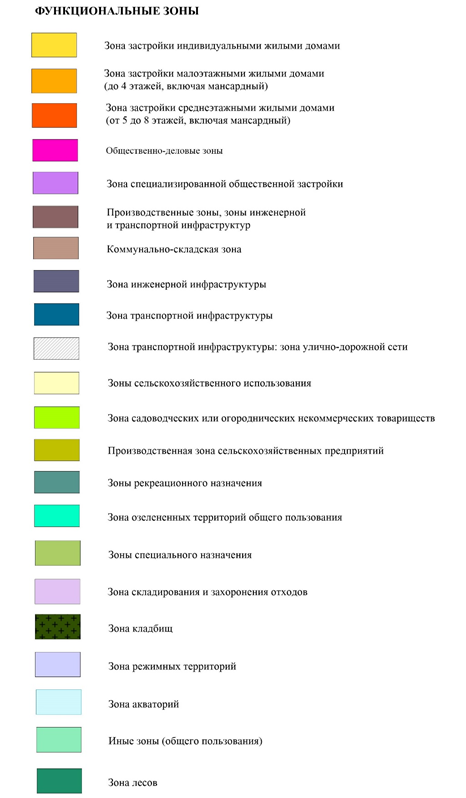 ФУНКЦИОНАЛЬНЫЕ ЗОНЫ
Зона застройки индивидуальными жилыми домами
Зона застройки малоэтажными жилыми домами
(до 4 этажей, включая мансардный)
Зона застройки среднеэтажными жилыми домами
(от 5 до 8 этажей, включая мансардный)
Общественно-деловые зоны
Зона специализированной общественной застройки
Производственные зоны, зоны инженерной
и транспортной инфраструктур
Коммунально-складская зона
Зона инженерной инфраструктуры
Зона транспортной инфраструктуры
Зона транспортной инфраструктуры: зона улично-дорожной сети
Зоны сельскохозяйственного использования
Зона садоводческих или огороднических некоммерческих товариществ
Производственная зона сельскохозяйственных предприятий
Зоны рекреационного назначения
Зона озелененных территорий общего пользования
Зоны специального назначения
Зона складирования и захоронения отходов
Зона кладбищ
Зона режимных территорий
Зона акваторий
Иные зоны (общего пользования)
Зона лесов